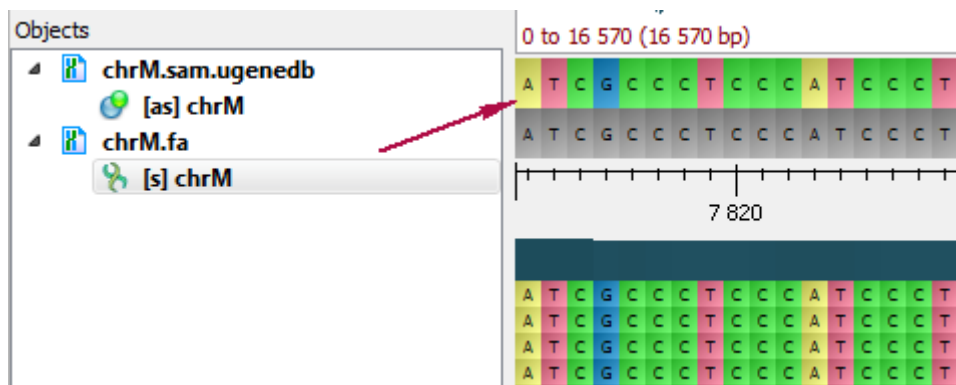 Objects
chrM.sam.ugenedb
[as] chrM
chrM.fa
[s] chrM
0 to 16 570 (16 570 bp)
A T C G C C C T C C C A T C C C T
A T C G C C C T C C C A T C C C T
7 820
A T C G C C C T C C C A T C C C T
A T C G C C C T C C C A T C C C T
A T C G C C C T C C C A T C C C T
A T C G C C C T C C C A T C C C T